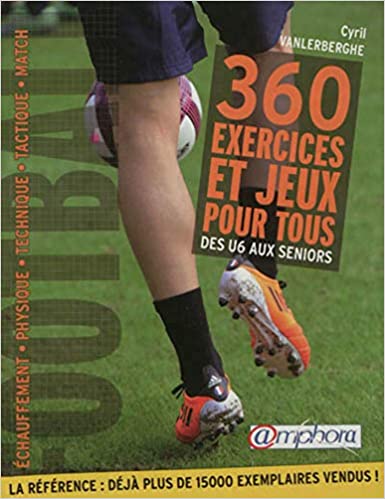 Cyril
VANLERBERGHE
360
EXERCICES
ET JEUX
POUR TOUS
DES U6 AUX SENIORS
ÉCHAUFFEMENT • PHYSIQUE • TECHNIQUE • TACTIQUE • MATCH
FOOTBALL
@mphora
LA RÉFÉRENCE : DÉJÀ PLUS DE 15000 EXEMPLAIRES VENDUS !